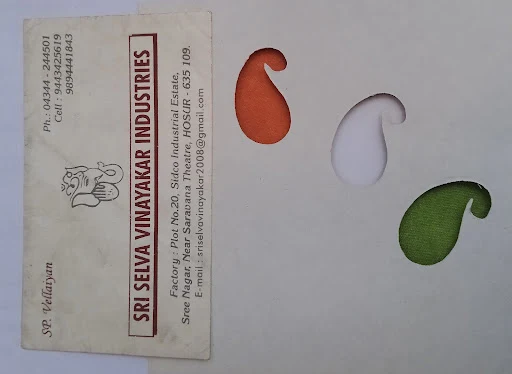 SP. Vellaiyan
Ph.: 04344 - 244501
Cell : 9443425619
9894441843
SRI SELVA VINAYAKAR INDUSTRIES
Factory : Plot No.20, Sidco Industrial Estate,
Sree Nagar, Near Saravana Theatre, HOSUR - 635 109.
E-mail : sriselvavinayakar2008@gmail.com